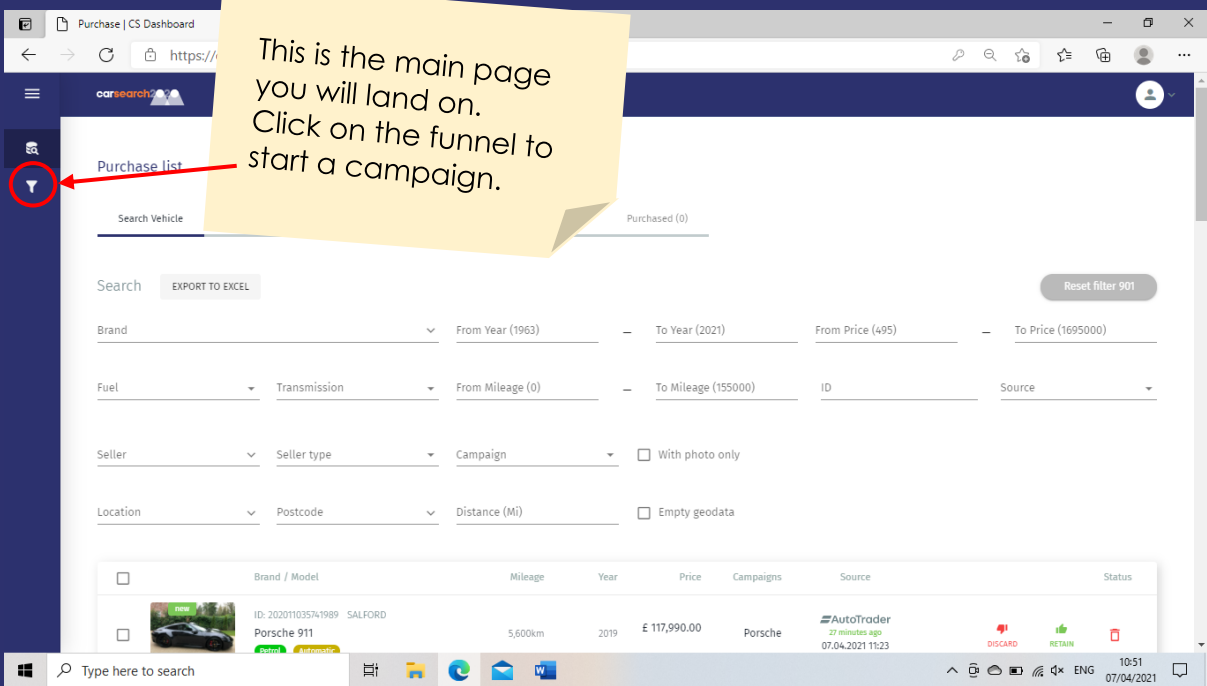 Purchase | CS Dashboard
https://
This is the main page
you will land on.
Click on the funnel to
start a campaign.
carsearch2020
Purchase list
Search Vehicle
Purchased (0)
Search
EXPORT TO EXCEL
Reset filter 901
Brand
From Year (1963)
–
To Year (2021)
From Price (495)
–
To Price (1695000)
Fuel
Transmission
From Mileage (0)
–
To Mileage (155000)
ID
Source
Seller
Seller type
Campaign
With photo only
Location
Postcode
Distance (Mi)
Empty geodata
Brand / Model
Mileage
Year
Price
Campaigns
Source
Status
new
ID: 202011035741989 SALFORD
Porsche 911
Petrol
Automatic
5,600km
2019
£ 117,990.00
Porsche
AutoTrader
27 minutes ago
07.04.2021 11:23
DISCARD
RETAIN
Type here to search
ENG
10:51
07/04/2021